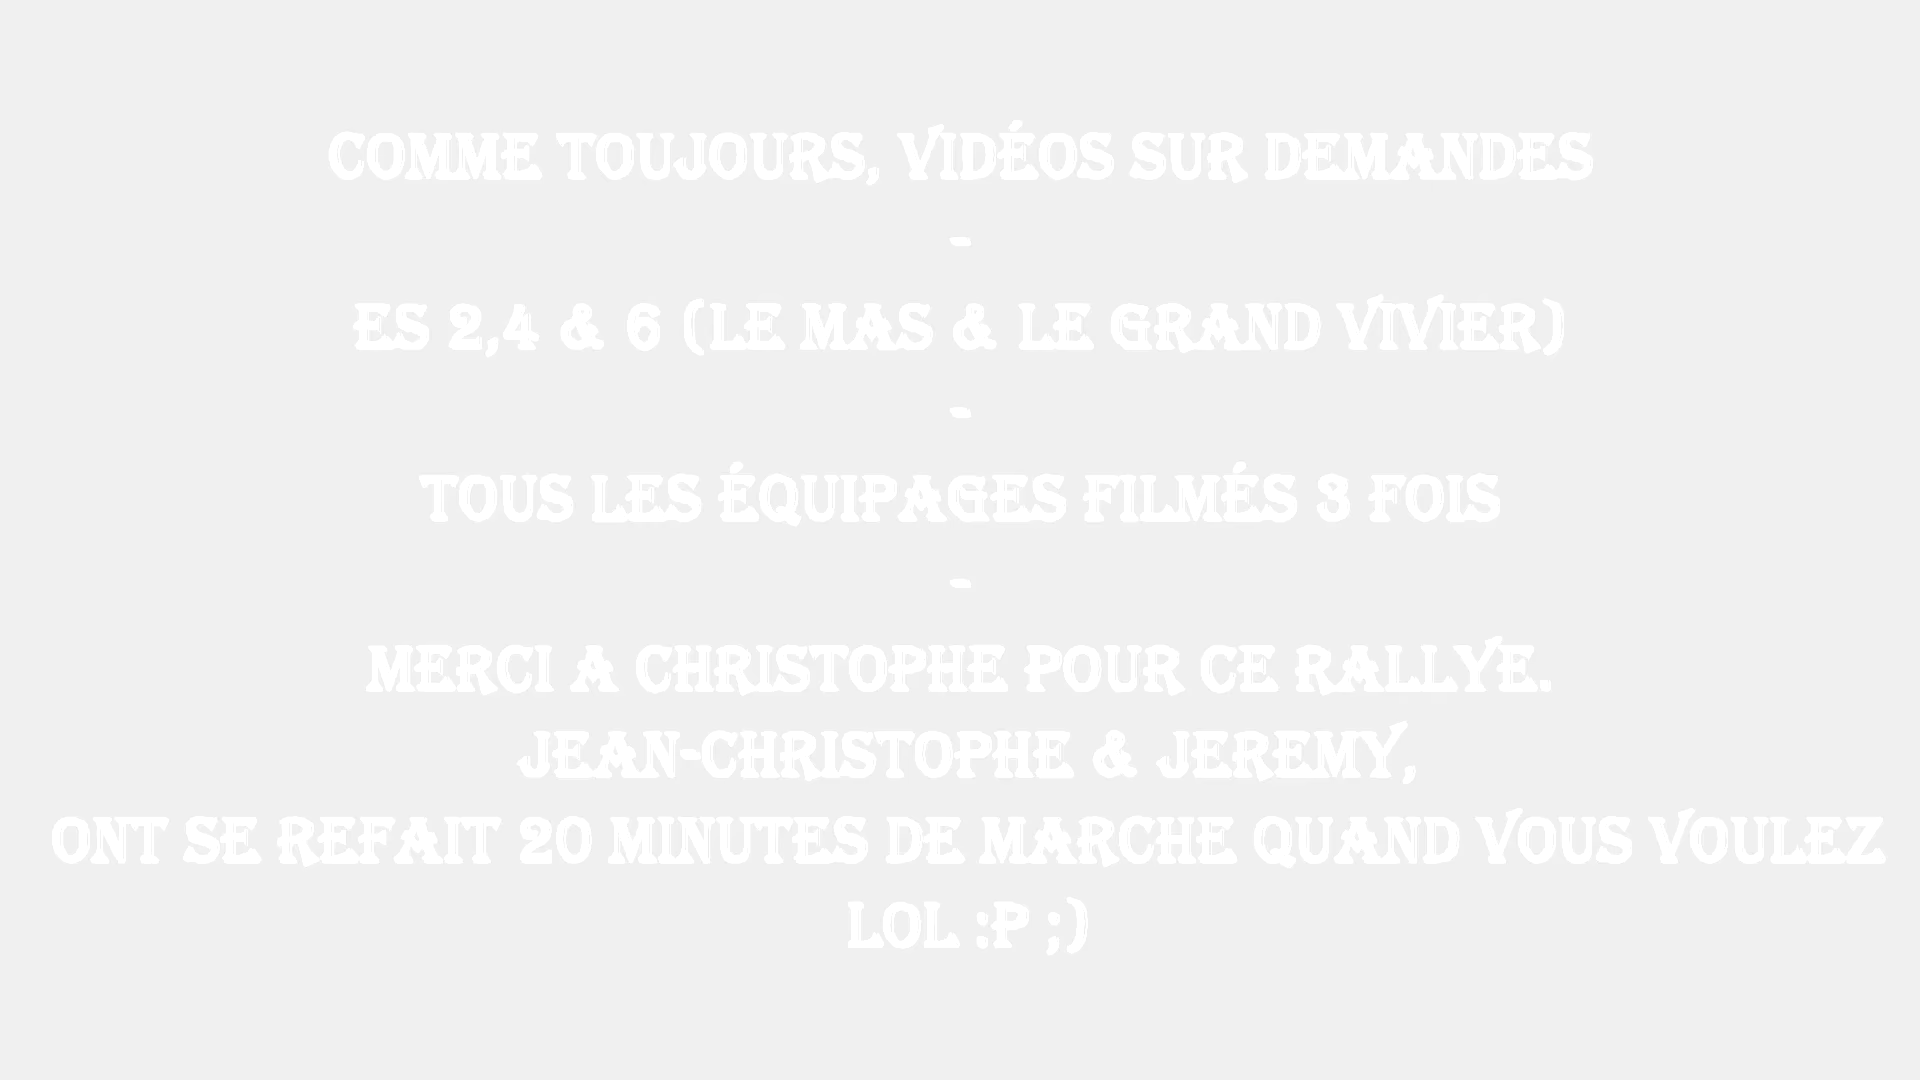 COMME TOUJOURS, VIDÉOS SUR DEMANDES
-
ES 2,4 & 6 (LE MAS & LE GRAND VIVIER)
-
TOUS LES ÉQUIPAGES FILMÉS 3 FOIS
-
MERCI A CHRISTOPHE POUR CE RALLYE.
JEAN-CHRISTOPHE & JEREMY,
ONT SE REFAIT 20 MINUTES DE MARCHE QUAND VOUS VOULEZ
LOL :P ;)